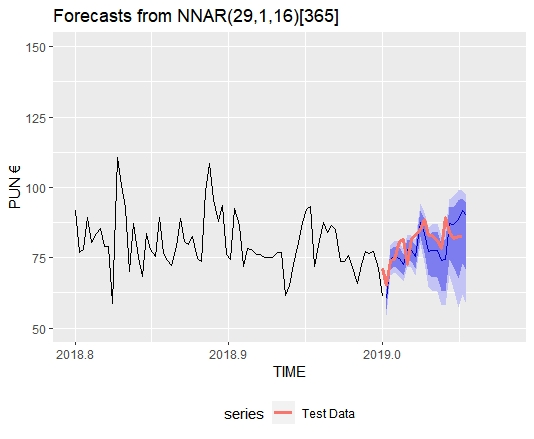 Forecasts from NNAR(29,1,16)[365]
150
125
100
75
50
PUN €
2018.8 2018.9 2019.0
TIME
series Test Data